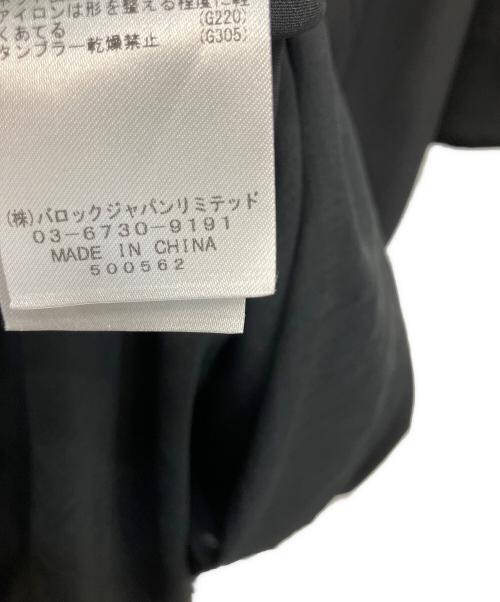 アイロンは形を整える程度に軽
くあてる (G220)
タンブラー乾燥禁止 (G305)
(株)バロックジャパンリミテッド
03-6730-9191
MADE IN CHINA
500562